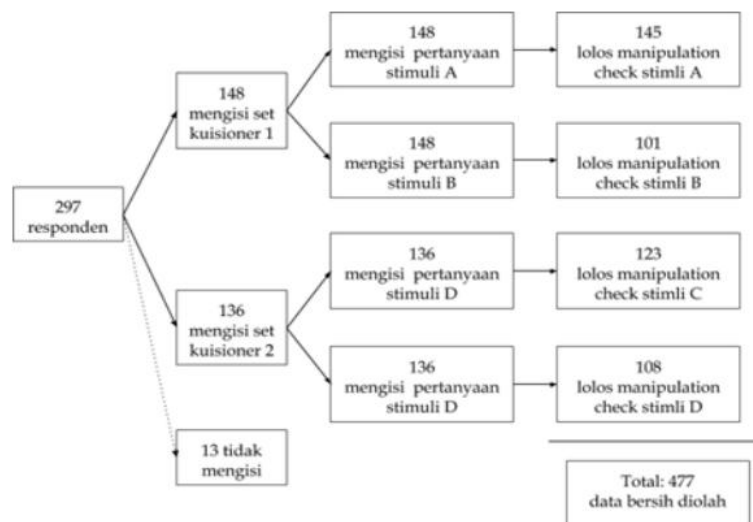 297
responden
148
mengisi set
kuisioner 1
136
mengisi set
kuisioner 2
13 tidak
mengisi
148
mengisi pertanyaan
stimuli A
148
mengisi pertanyaan
stimuli B
136
mengisi pertanyaan
stimuli D
136
mengisi pertanyaan
stimuli D
145
lolos manipulation
check stimli A
101
lolos manipulation
check stimli B
123
lolos manipulation
check stimli C
108
lolos manipulation
check stimli D
Total: 477
data bersih diolah